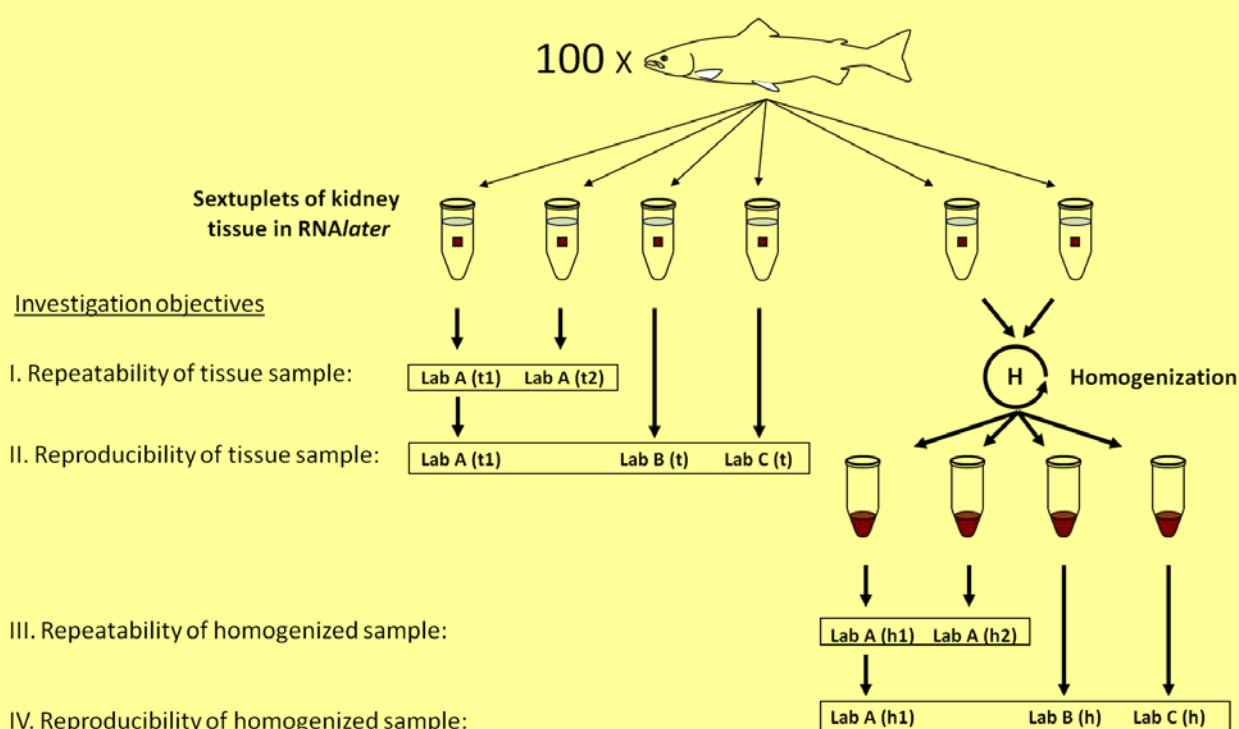 100 x
Sextuplets of kidney
tissue in RNAlater
Investigation objectives
I. Repeatability of tissue sample:
Lab A (t1) Lab A (t2)
H
Homogenization
II. Reproducibility of tissue sample:
Lab A (t1) Lab B (t) Lab C (t)
III. Repeatability of homogenized sample:
Lab A (h1) Lab A (h2)
IV. Reproducibility of homogenized sample:
Lab A (h1) Lab B (h) Lab C (h)